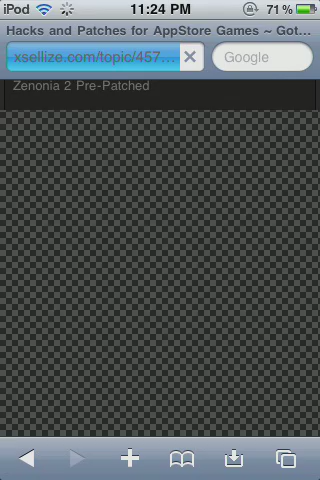 iPod 11:24 PM 71%
Hacks and Patches for AppStore Games ~ Got...
xsellize.com/topic/457... Google
Zenonia 2 Pre-Patched